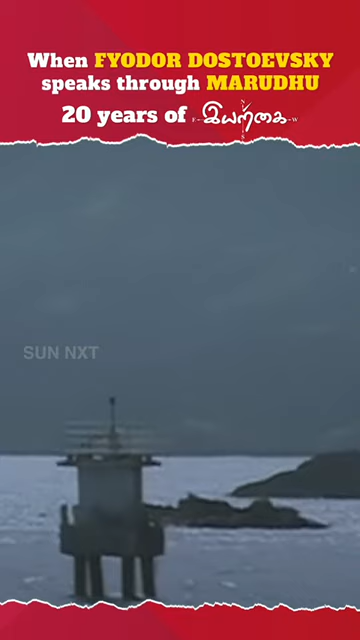 When FYODOR DOSTOEVSKY
speaks through MARUDHU
20 years of இயற்கை
SUN NXT